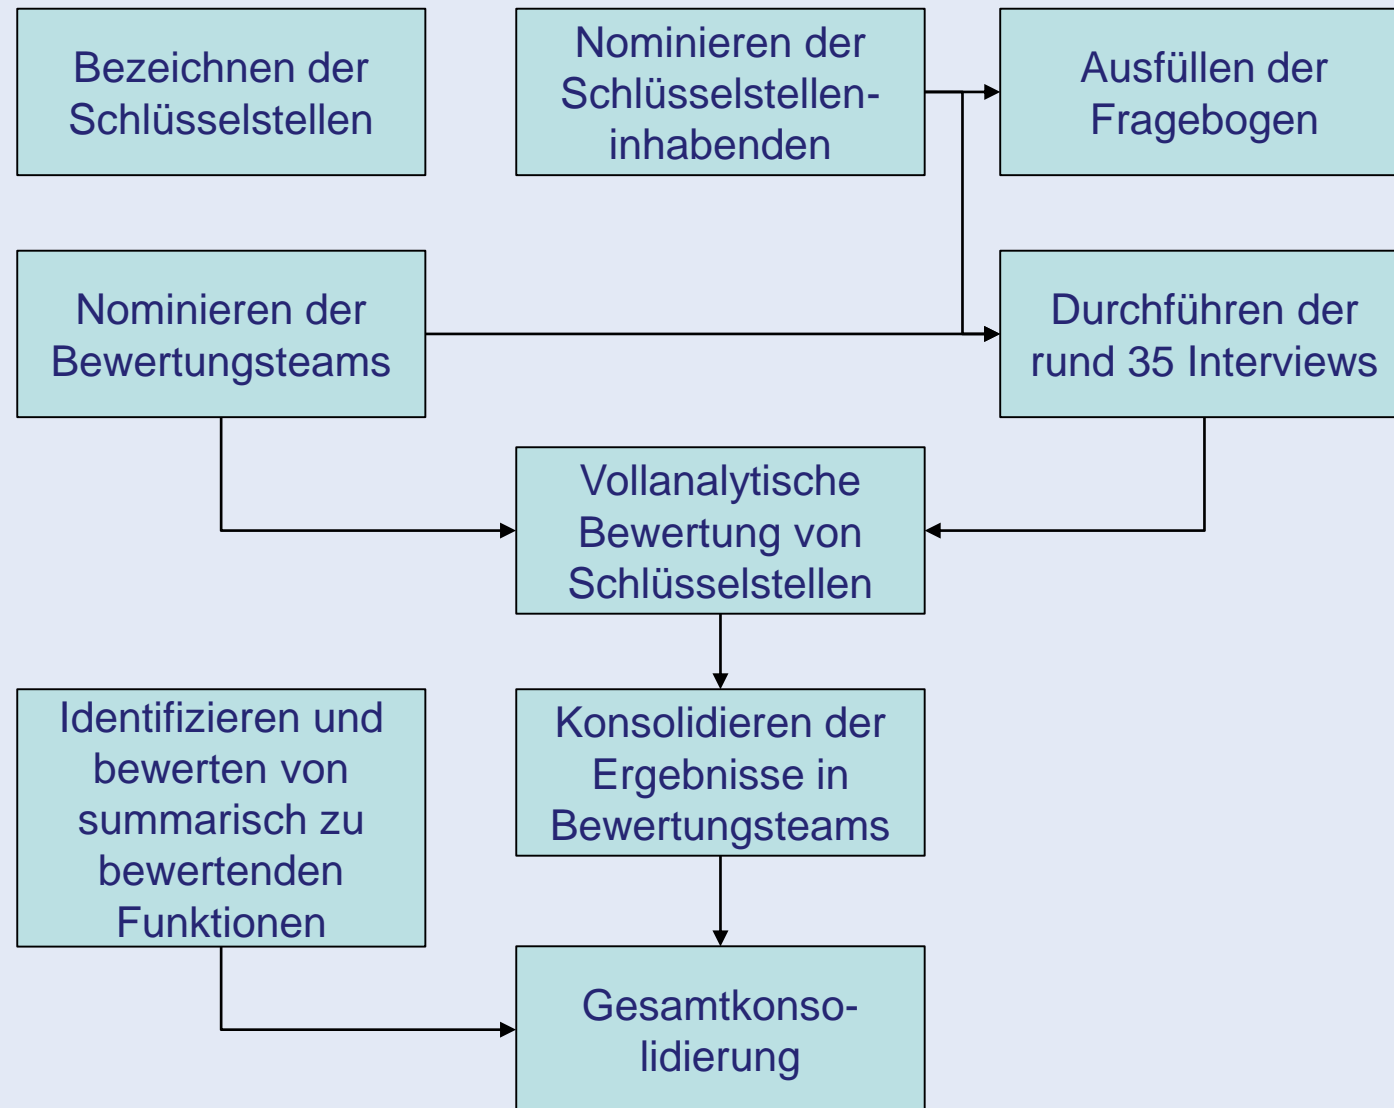 Bezeichnen der
Schlüsselstellen
Nominieren der
Schlüsselstellen-
inhabenden
Ausfüllen der
Fragebogen
Nominieren der
Bewertungsteams
Durchführen der
rund 35 Interviews
Vollanalytische
Bewertung von
Schlüsselstellen
Identifizieren und
bewerten von
summarisch zu
bewertenden
Funktionen
Konsolidieren der
Ergebnisse in
Bewertungsteams
Gesamtkonso-
lidierung